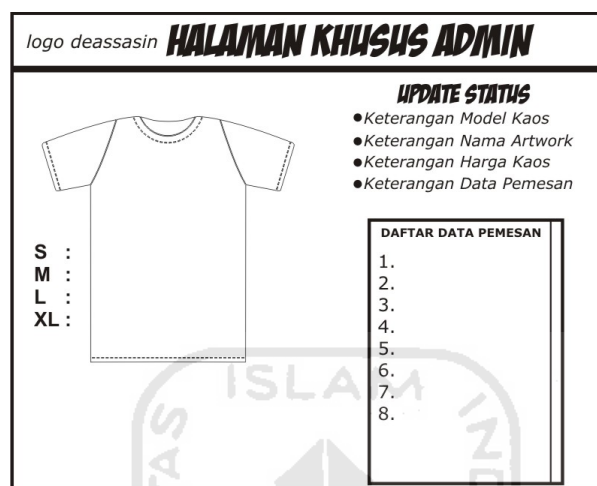 logo deassasin HALAMAN KHUSUS ADMIN
UPDATE STATUS
●Keterangan Model Kaos
●Keterangan Nama Artwork
●Keterangan Harga Kaos
●Keterangan Data Pemesan
S :
M :
L :
XL :
DAFTAR DATA PEMESAN
1.
2.
3.
4.
5.
6.
7.
8.
ISLAM